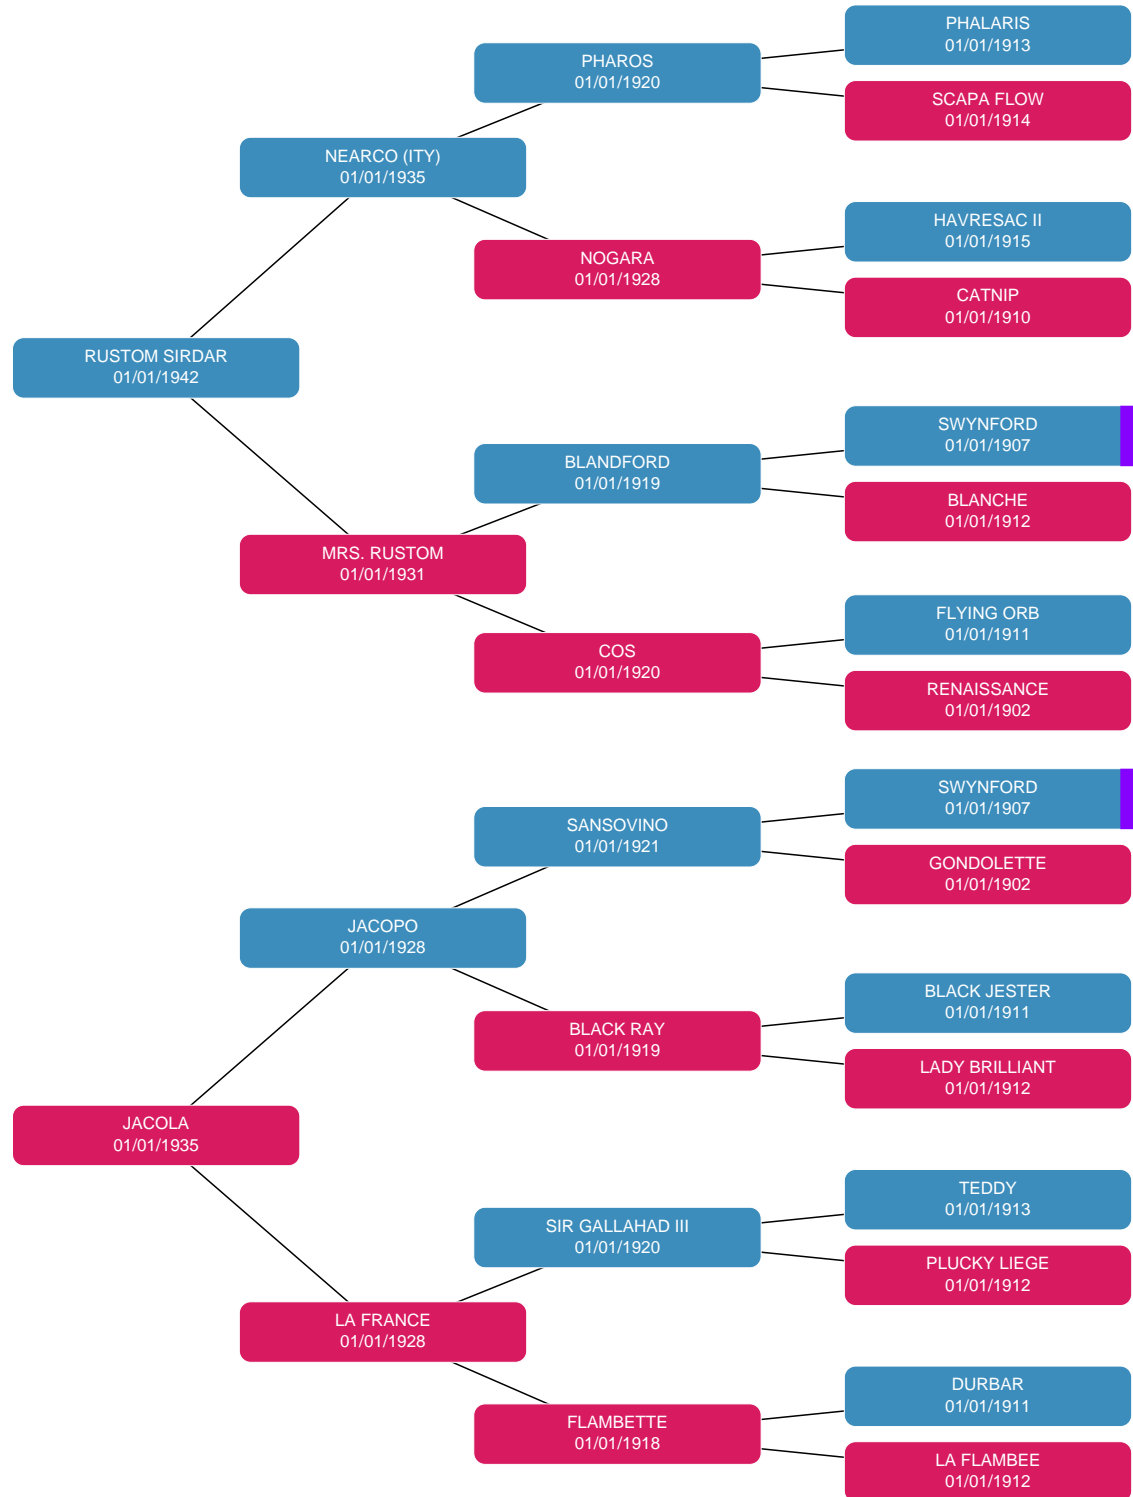 PHALARIS
01/01/1913
PHAROS
01/01/1920
SCAPA FLOW
01/01/1914
NEARCO (ITY)
01/01/1935
HAVRESAC II
01/01/1915
NOGARA
01/01/1928
CATNIP
01/01/1910
RUSTOM SIRDAR
01/01/1942
SWYNFORD
01/01/1907
BLANDFORD
01/01/1919
BLANCHE
01/01/1912
MRS. RUSTOM
01/01/1931
FLYING ORB
01/01/1911
COS
01/01/1920
RENAISSANCE
01/01/1902
SWYNFORD
01/01/1907
SANSOVINO
01/01/1921
GONDOLETTE
01/01/1902
JACOPO
01/01/1928
BLACK JESTER
01/01/1911
BLACK RAY
01/01/1919
LADY BRILLIANT
01/01/1912
JACOLA
01/01/1935
TEDDY
01/01/1913
SIR GALLAHAD III
01/01/1920
PLUCKY LIEGE
01/01/1912
LA FRANCE
01/01/1928
DURBAR
01/01/1911
FLAMBETTE
01/01/1918
LA FLAMBEE
01/01/1912